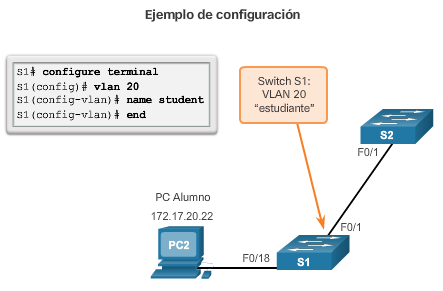 Ejemplo de configuración
S1# configure terminal
S1(config)# vlan 20
S1(config-vlan)# name student
S1(config-vlan)# end
Switch S1:
VLAN 20
“estudiante”
S2
F0/1
PC Alumno
172.17.20.22
F0/1
PC2
F0/18
S1